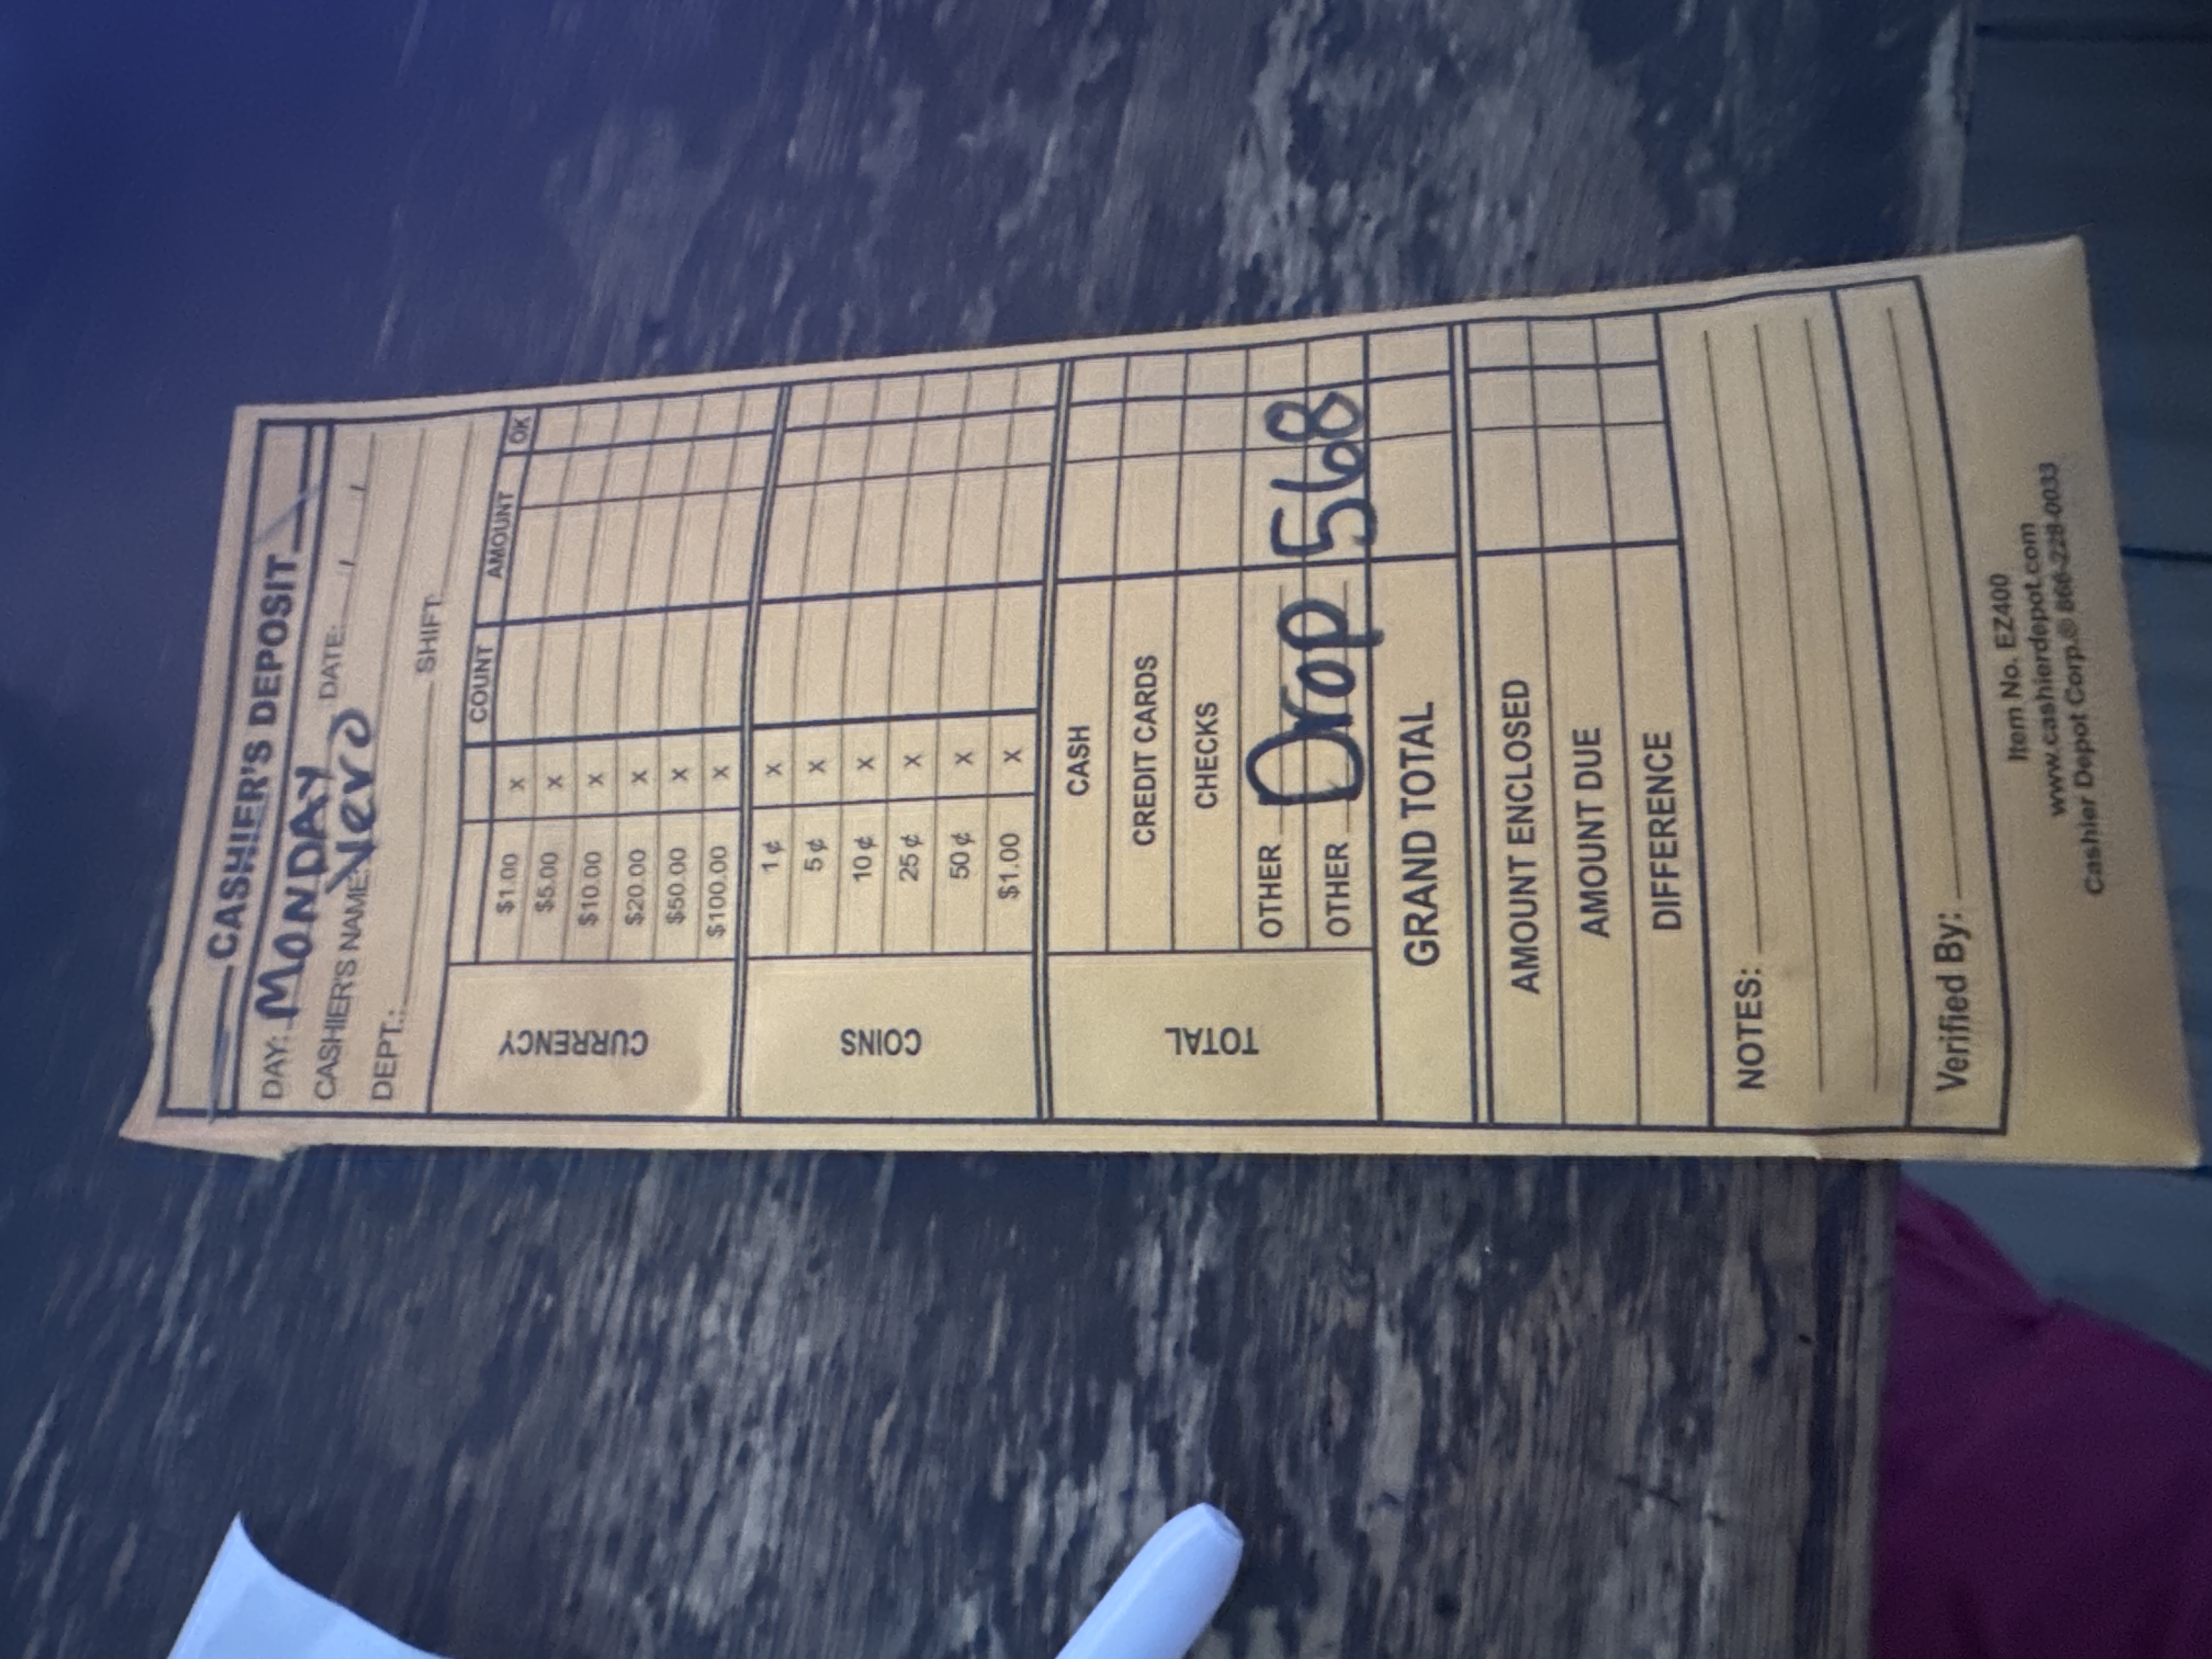 CASHIER'S DEPOSIT
DAY: MONDAY DATE: / /
CASHIER'S NAME: Vero
DEPT.: SHIFT
COUNT AMOUNT OK
CURRENCY
$1.00 X
$5.00 X
$10.00 X
$20.00 X
$50.00 X
$100.00 X
COINS
1¢ X
5¢ X
10¢ X
25¢ X
50¢ X
$1.00 X
TOTAL
CASH
CREDIT CARDS
CHECKS
OTHER
OTHER
Drop 568
GRAND TOTAL
AMOUNT ENCLOSED
AMOUNT DUE
DIFFERENCE
NOTES:
Verified By:
Item No. EZ400
www.cashierdepot.com
Cashier Depot Corp.® 866-228-0033